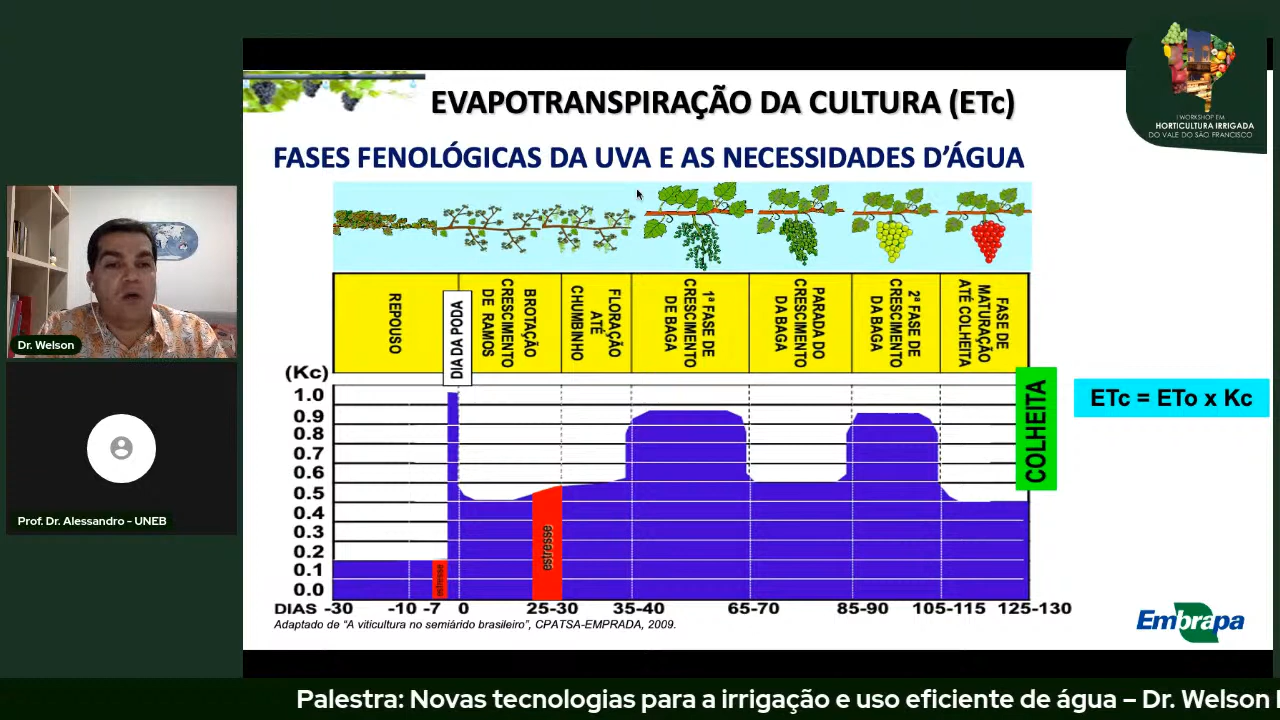 EVAPOTRANSPIRAÇÃO DA CULTURA (ETc)
I WORKSHOP EM
HORTICULTURA IRRIGADA
DO VALE DO SÃO FRANCISCO
FASES FENOLÓGICAS DA UVA E AS NECESSIDADES D'ÁGUA
REPOUSO
DIA DA PODA
BROTAÇÃO
CRESCIMENTO
DE RAMOS
FLORAÇÃO
ATÉ
CHUMBINHO
1ª FASE DE
CRESCIMENTO
DE BAGA
PARADA DO
CRESCIMENTO
DA BAGA
2ª FASE DE
CRESCIMENTO
DA BAGA
FASE DE
MATURAÇÃO
ATÉ COLHEITA
COLHEITA
(Kc)
1.0
0.9
0.8
0.7
0.6
0.5
0.3
0.2
0.1
0.0
estresse
estresse
DIAS -30 -10 -7 0 25-30 35-40 65-70 85-90 105-115 125-130
Adaptado de "A viticultura no semiárido brasileiro", CPATSA-EMPRADA, 2009.
ETc = ETo x Kc
Embrapa
Dr. Welson
Prof. Dr. Alessandro - UNEB
Palestra: Novas tecnologias para a irrigação e uso eficiente de água – Dr. Welson